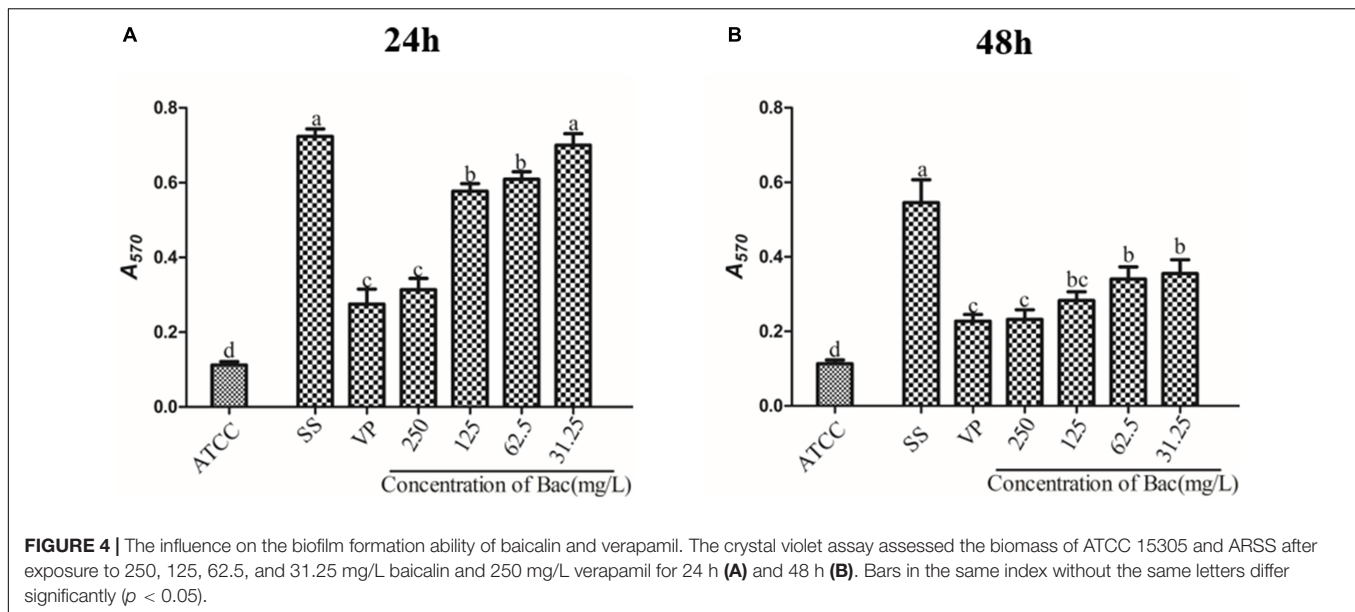 A
24h
0.8
0.6
0.4
0.2
0.0
A570
d
a
c
c
b
b
a
ATCC
SS
VP
250
125
62.5
31.25
Concentration of Bac(mg/L)
B
48h
0.8
0.6
0.4
0.2
0.0
A570
d
a
c
c
bc
b
b
ATCC
SS
VP
250
125
62.5
31.25
Concentration of Bac(mg/L)
FIGURE 4 | The influence on the biofilm formation ability of baicalin and verapamil. The crystal violet assay assessed the biomass of ATCC 15305 and ARSS after
exposure to 250, 125, 62.5, and 31.25 mg/L baicalin and 250 mg/L verapamil for 24 h (A) and 48 h (B). Bars in the same index without the same letters differ
significantly (p < 0.05).